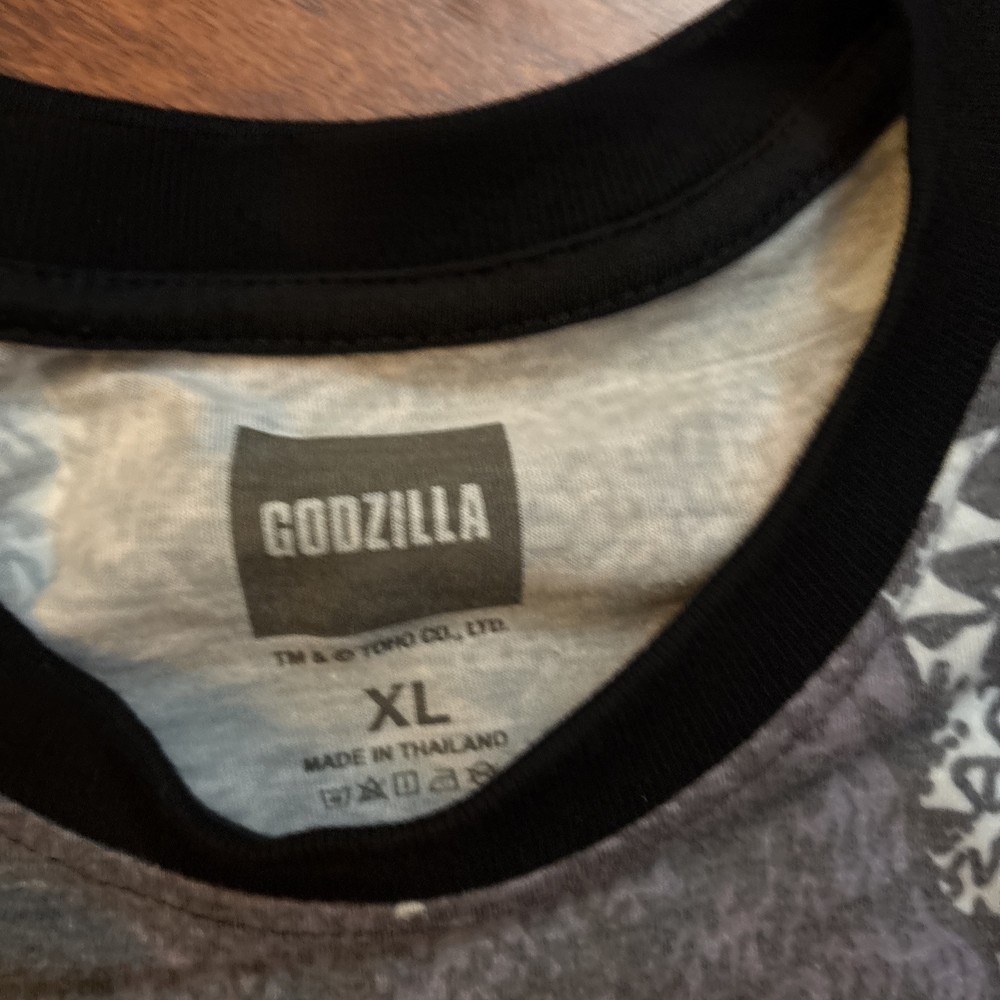 GODZILLA
TM & © TOHO CO., LTD.
XL
MADE IN THAILAND